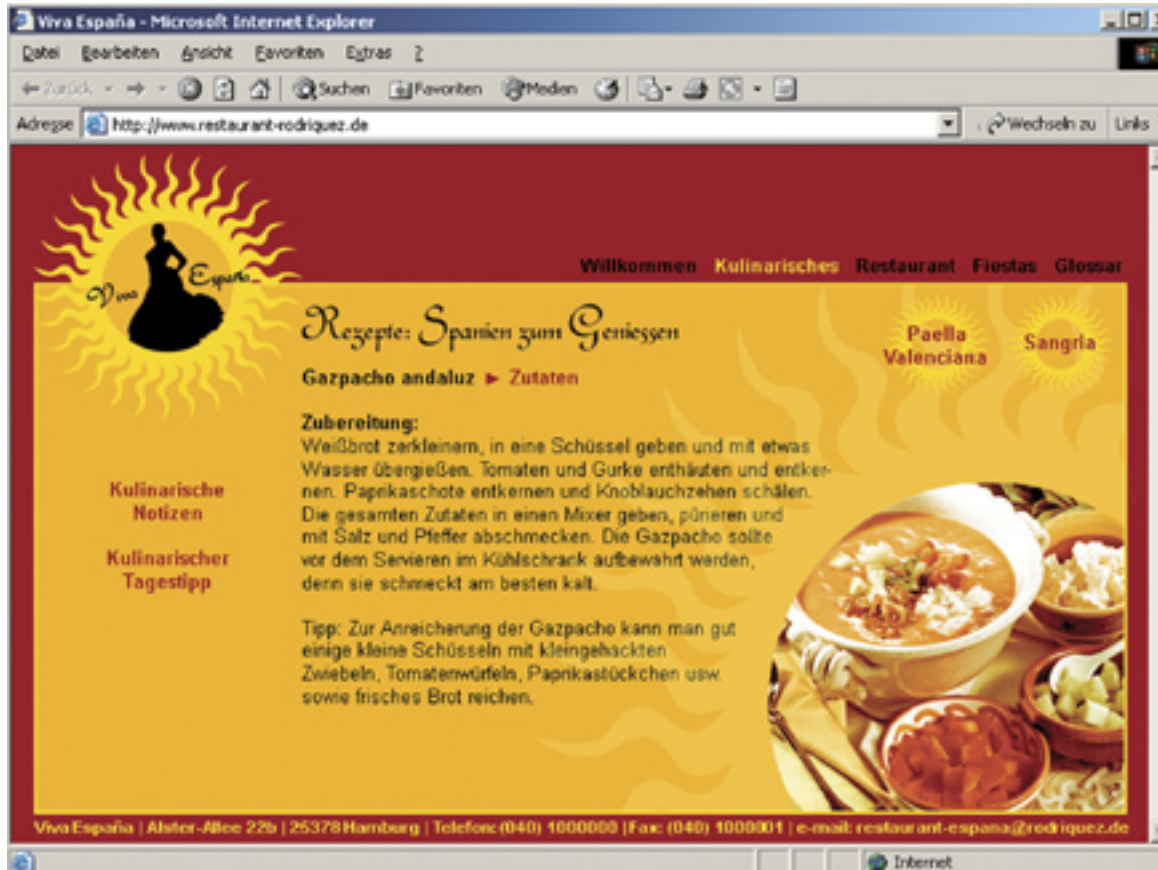 Viva España - Microsoft Internet Explorer
Datei Bearbeiten Ansicht Favoriten Extras ?
Zurück Suchen Favoriten Medien
Adresse http://www.restaurant-rodriquez.de Wechseln zu Links
Viva España
Willkommen Kulinarisches Restaurant Fiestas Glossar
Rezepte: Spanien zum Geniessen
Paella
Valenciana
Sangria
Gazpacho andaluz ► Zutaten
Zubereitung:
Weißbrot zerkleinern, in eine Schüssel geben und mit etwas
Wasser übergießen. Tomaten und Gurke enthäuten und entker-
nen. Paprikaschote entkernen und Knoblauchzehen schälen.
Die gesamten Zutaten in einen Mixer geben, pürieren und
mit Salz und Pfeffer abschmecken. Die Gazpacho sollte
vor dem Servieren im Kühlschrank aufbewahrt werden,
denn sie schmeckt am besten kalt.
Tipp: Zur Anreicherung der Gazpacho kann man gut
einige kleine Schüsseln mit kleingehackten
Zwiebeln, Tomatenwürfeln, Paprikastückchen usw.
sowie frisches Brot reichen.
Kulinarische
Notizen
Kulinarischer
Tagestipp
Viva España | Alster-Allee 22b | 25378 Hamburg | Telefon: (040) 1000000 | Fax: (040) 1000001 | e-mail: restaurant-espana@rodriquez.de
Internet